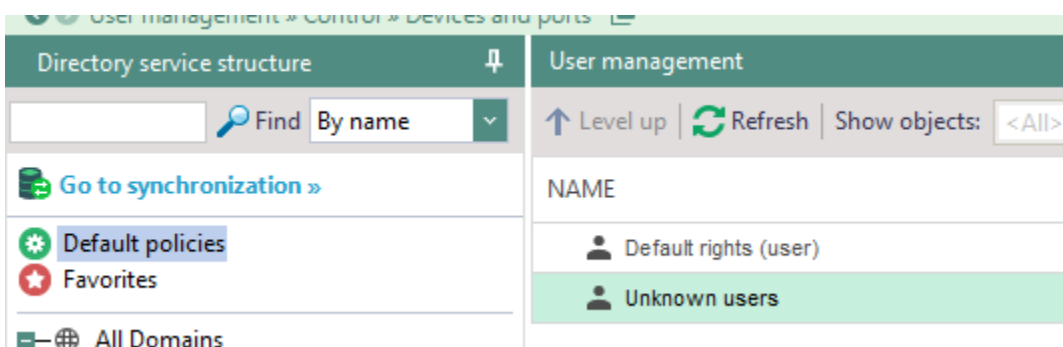 User management » Control » Devices and ports
Directory service structure
User management
Find
By name
Level up
Refresh
Show objects:
<All>
Go to synchronization »
NAME
Default policies
Default rights (user)
Favorites
Unknown users
All Domains